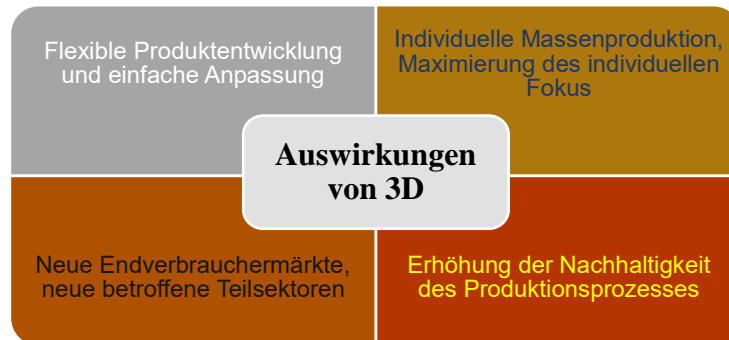 Flexible Produktentwicklung
und einfache Anpassung
Individuelle Massenproduktion,
Maximierung des individuellen
Fokus
Auswirkungen
von 3D
Neue Endverbrauchermärkte,
neue betroffene Teilsektoren
Erhöhung der Nachhaltigkeit
des Produktionsprozesses